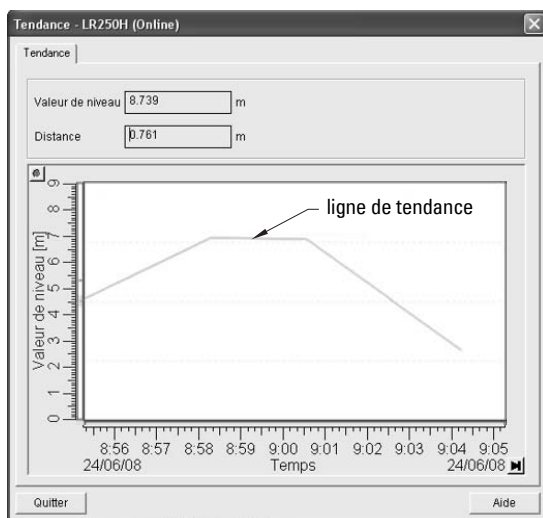 Tendance - LR250H (Online)
Tendance
Valeur de niveau 8.739 m
Distance 0.761 m
ligne de tendance
Valeur de niveau [m]
9
8
7
6
5
4
3
2
1
0
8:56 8:57 8:58 8:59 9:00 9:01 9:02 9:03 9:04 9:05
24/06/08 Temps 24/06/08
Quitter Aide